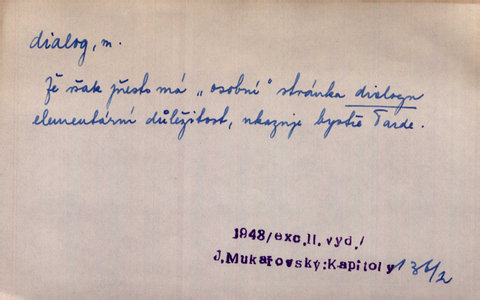 dialog, m.
Že však přesto má „osobní" stránka dialogu
elementární důležitost, ukazuje bystře Tarde.
1948/exc.II.vyd./
J.Mukařovský:Kapitoly